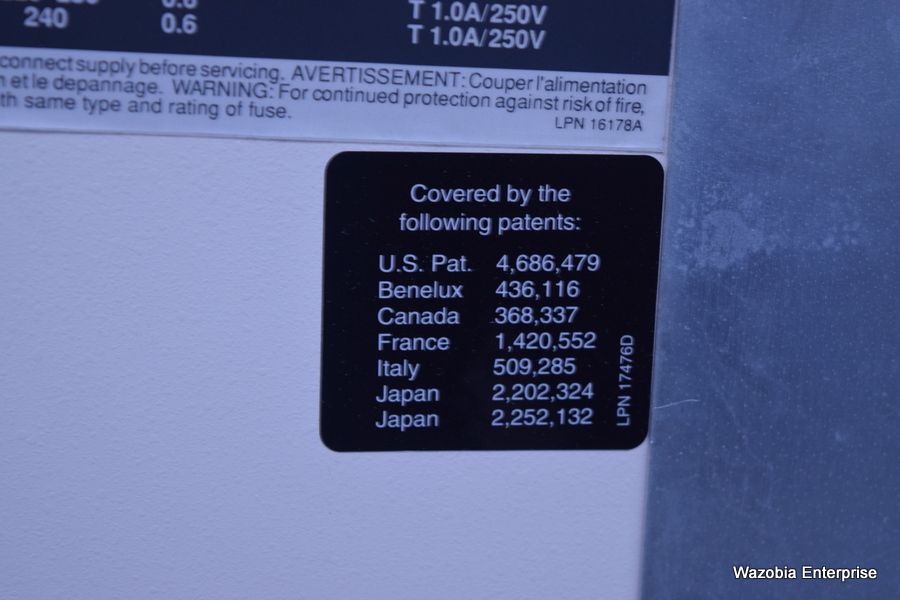 240 0.6 T 1.0A/250V
T 1.0A/250V
connect supply before servicing. AVERTISSEMENT: Couper l'alimentation
et le depannage. WARNING: For continued protection against risk of fire,
same type and rating of fuse.
LPN 16178A
Covered by the
following patents:
U.S. Pat. 4,686,479
Benelux 436,116
Canada 368,337
France 1,420,552
Italy 509,285
Japan 2,202,324
Japan 2,252,132
LPN 17476D
Wazobia Enterprise